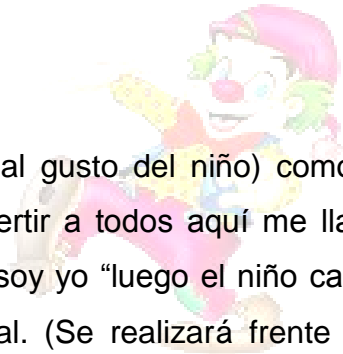 al gusto del niño) como
vertir a todos aquí me lla
soy yo “luego el niño ca
al. (Se realizará frente